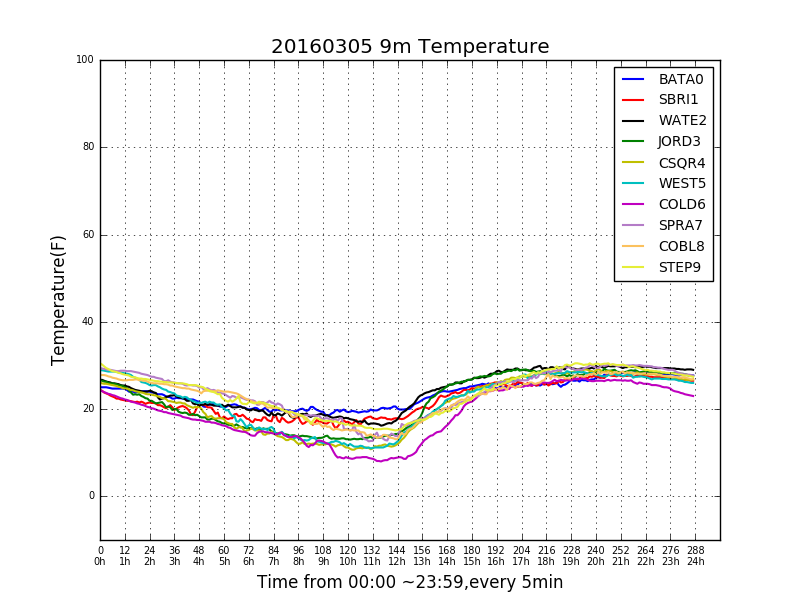 20160305 9m Temperature
100
80
60
40
20
0
Temperature(F)
BATA0
SBRI1
WATE2
JORD3
CSQR4
WEST5
COLD6
SPRA7
COBL8
STEP9
0 12 24 36 48 60 72 84 96 108 120 132 144 156 168 180 192 204 216 228 240 252 264 276 288
0h 1h 2h 3h 4h 5h 6h 7h 8h 9h 10h 11h 12h 13h 14h 15h 16h 17h 18h 19h 20h 21h 22h 23h 24h
Time from 00:00 ~23:59,every 5min